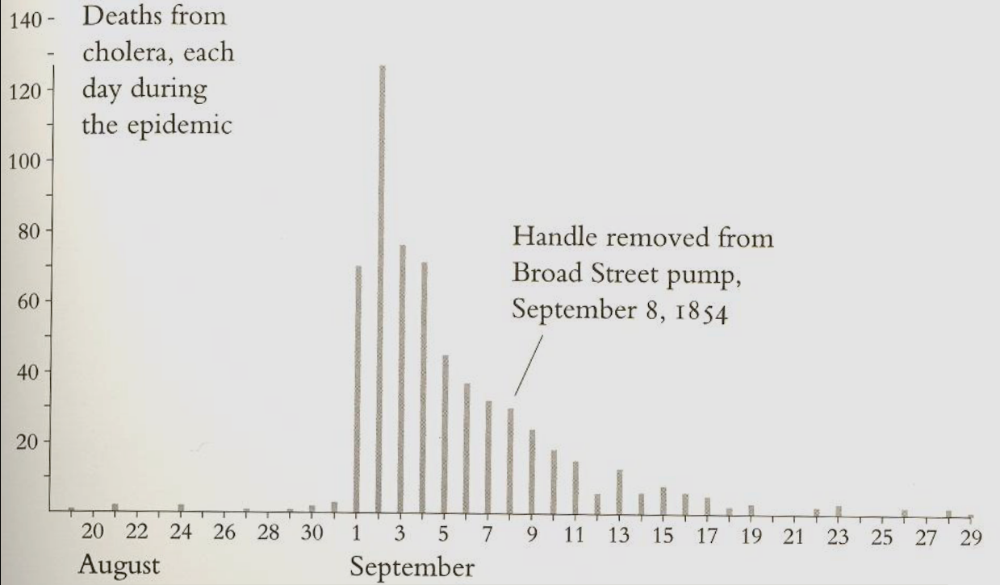 Deaths from
cholera, each
day during
the epidemic
140
120
100
80
60
40
20
Handle removed from
Broad Street pump,
September 8, 1854
20 22 24 26 28 30 1 3 5 7 9 11 13 15 17 19 21 23 25 27 29
August September